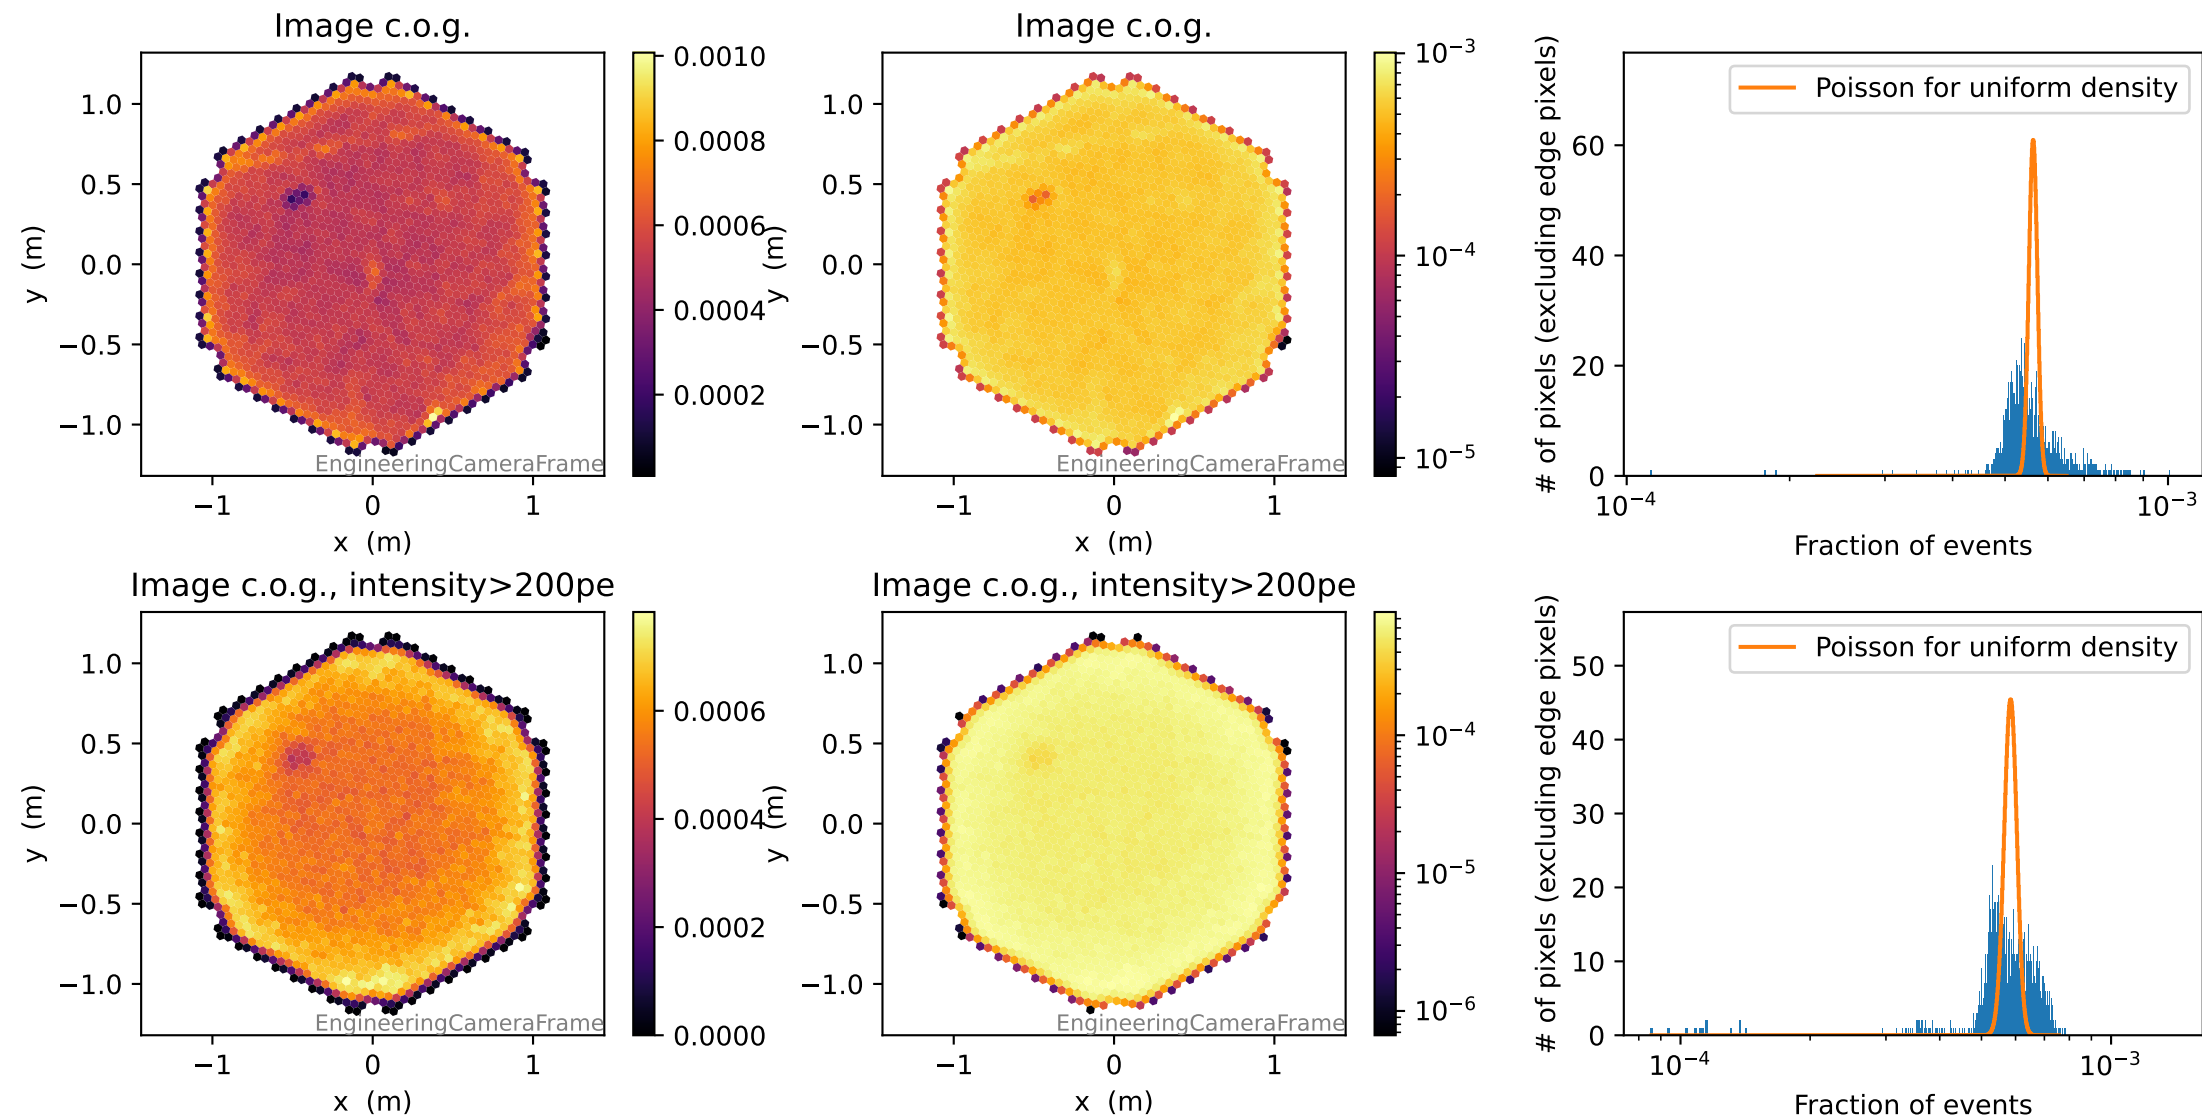 Image c.o.g.
1.0
0.5
0.0
−0.5
−1.0
y (m)
−1
0
1
x (m)
EngineeringCameraFrame
0.0010
0.0008
0.0006
0.0004
0.0002
Image c.o.g.
1.0
0.5
0.0
−0.5
−1.0
y (m)
−1
0
1
x (m)
EngineeringCameraFrame
10⁻³
10⁻⁴
10⁻⁵
Poisson for uniform density
# of pixels (excluding edge pixels)
60
40
20
0
10⁻⁴
10⁻³
Fraction of events
Image c.o.g., intensity>200pe
1.0
0.5
0.0
−0.5
−1.0
y (m)
−1
0
1
x (m)
EngineeringCameraFrame
0.0006
0.0004
0.0002
0.0000
Image c.o.g., intensity>200pe
1.0
0.5
0.0
−0.5
−1.0
y (m)
−1
0
1
x (m)
EngineeringCameraFrame
10⁻⁴
10⁻⁵
10⁻⁶
Poisson for uniform density
# of pixels (excluding edge pixels)
50
40
30
20
10
0
10⁻⁴
10⁻³
Fraction of events